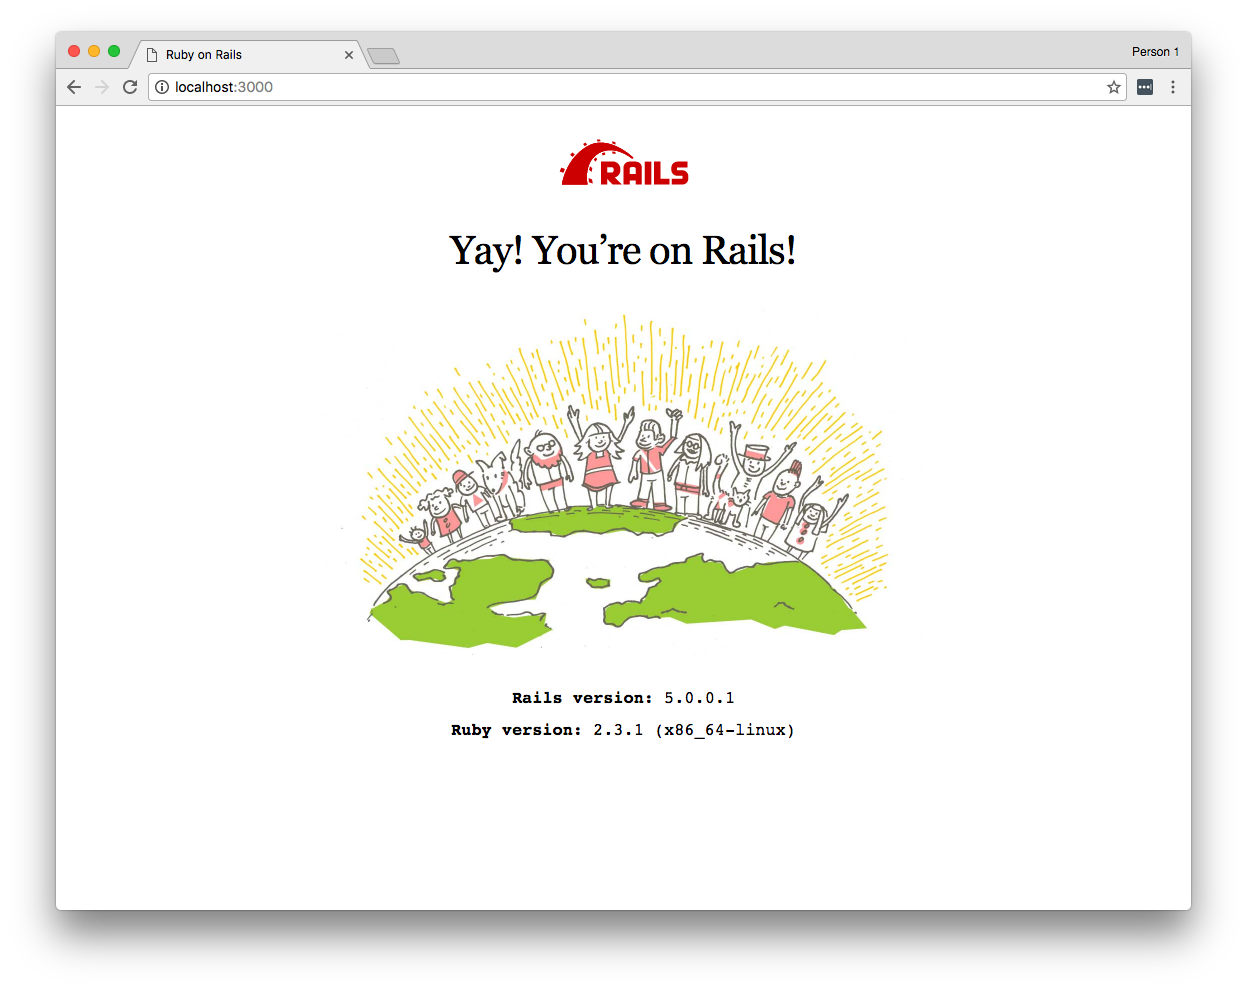 Ruby on Rails
Person 1
localhost:3000
RAILS
Yay! You’re on Rails!
Rails version: 5.0.0.1
Ruby version: 2.3.1 (x86_64-linux)